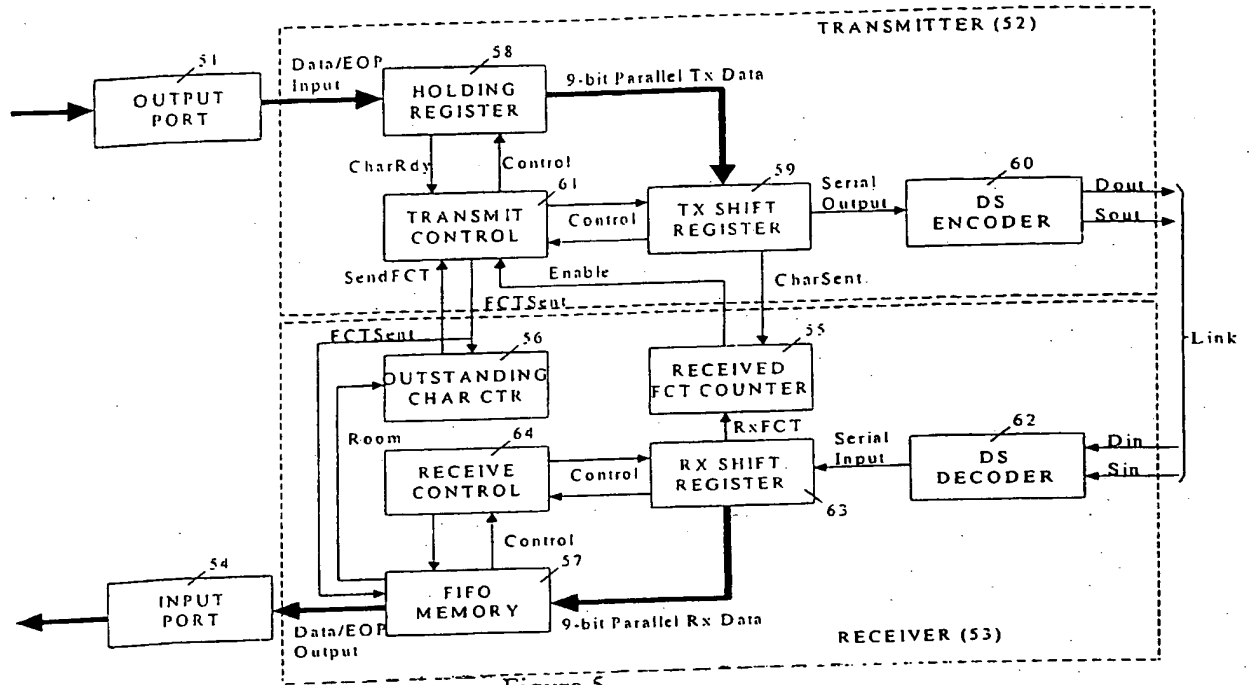 TRANSMITTER (52)
51
OUTPUT
PORT
Data/EOP
Input
58
HOLDING
REGISTER
9-bit Parallel Tx Data
CharRdy
Control
61
TRANSMIT
CONTROL
Control
59
TX SHIFT
REGISTER
Serial
Output
60
DS
ENCODER
Dout
Sout
SendFCT
FCTSent
Enable
CharSent
Link
FCTSent
56
OUTSTANDING
CHAR CTR
55
RECEIVED
FCT COUNTER
RxFCT
Room
64
RECEIVE
CONTROL
Control
RX SHIFT
REGISTER
63
Serial
Input
62
DS
DECODER
Din
Sin
Control
54
INPUT
PORT
57
FIFO
MEMORY
Data/EOP
Output
9-bit Parallel Rx Data
RECEIVER (53)
Figure 5